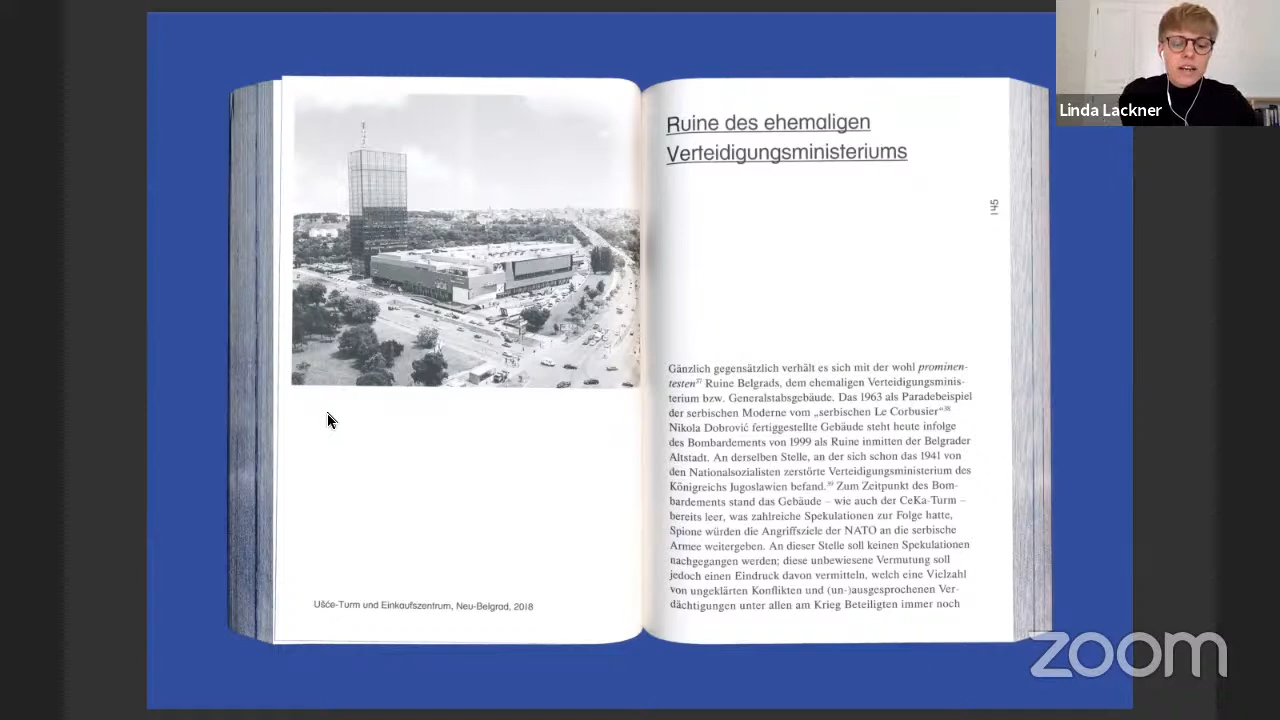 Linda Lackner
Ruine des ehemaligen
Verteidigungsministeriums
145
Gänzlich gegensätzlich verhält es sich mit der wohl prominen-
testen³⁷ Ruine Belgrads, dem ehemaligen Verteidigungsminis-
terium bzw. Generalstabsgebäude. Das 1963 als Paradebeispiel
der serbischen Moderne vom „serbischen Le Corbusier“³⁸
Nikola Dobrović fertiggestellte Gebäude steht heute infolge
des Bombardements von 1999 als Ruine inmitten der Belgrader
Altstadt. An derselben Stelle, an der sich schon das 1941 von
den Nationalsozialisten zerstörte Verteidigungsministerium des
Königreichs Jugoslawien befand.³⁹ Zum Zeitpunkt des Bom-
bardements stand das Gebäude – wie auch der CeKa-Turm –
bereits leer, was zahlreiche Spekulationen zur Folge hatte,
Spione würden die Angriffsziele der NATO an die serbische
Armee weitergeben. An dieser Stelle soll keinen Spekulationen
nachgegangen werden; diese unbewiesene Vermutung soll
jedoch einen Eindruck davon vermitteln, welch eine Vielzahl
von ungeklärten Konflikten und (un-)ausgesprochenen Ver-
dächtigungen unter allen am Krieg Beteiligten immer noch
Ušće-Turm und Einkaufszentrum, Neu-Belgrad, 2018
zoom